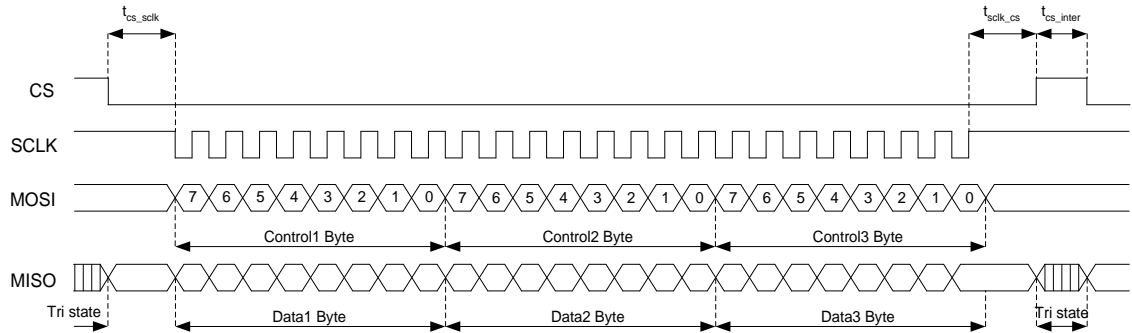 tcs_sclk tsclk_cs tcs_inter
CS
SCLK
MOSI 7 6 5 4 3 2 1 0 7 6 5 4 3 2 1 0 7 6 5 4 3 2 1 0
Control1 Byte Control2 Byte Control3 Byte
MISO
Tri state Data1 Byte Data2 Byte Data3 Byte Tri state